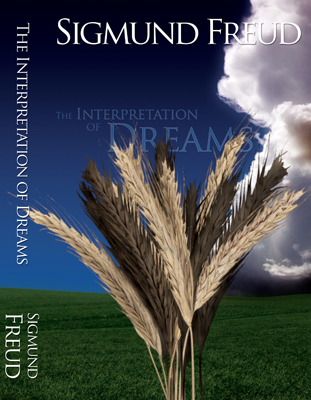 SIGMUND FREUD
THE INTERPRETATION
OF DREAMS
THE INTERPRETATION OF DREAMS
SIGMUND
FREUD